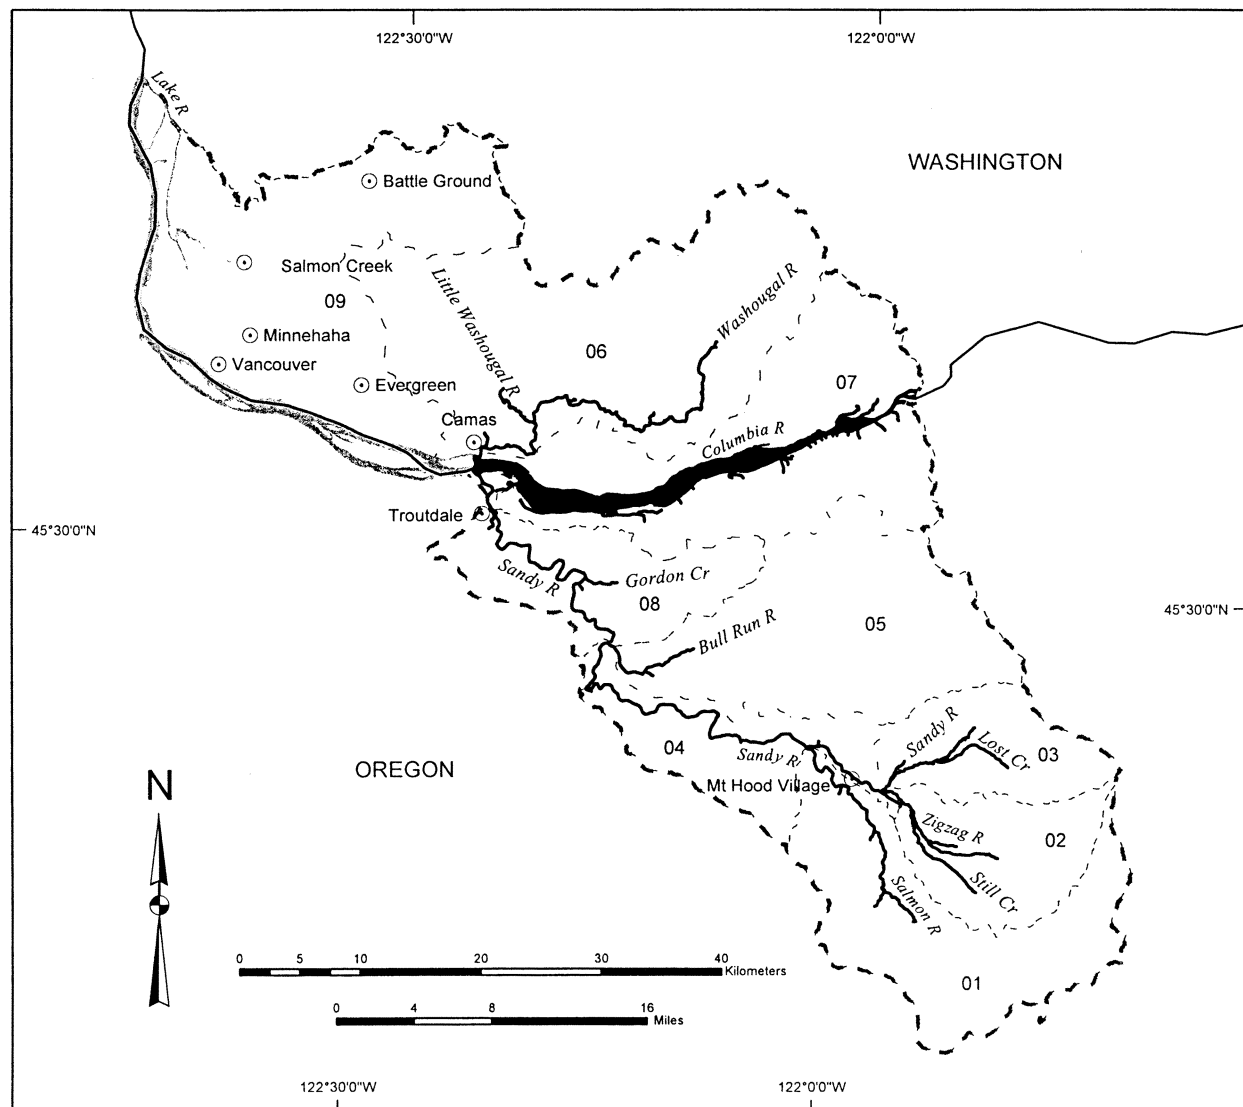 122°30'0"W
122°0'0"W
Lake R
WASHINGTON
Battle Ground
Salmon Creek
09
Little Washougal R
Washougal R
Minnehaha
06
Vancouver
07
Evergreen
Camas
Columbia R
Troutdale
45°30'0"N
Sandy R
Gordon Cr
08
45°30'0"N
05
Bull Run R
Sandy R
Lost Cr
03
04
Sandy R
OREGON
Mt Hood Village
N
Zigzag R
02
Still Cr
Salmon R
01
0 5 10 20 30 40
Kilometers
0 4 8 16
Miles
122°30'0"W
122°0'0"W